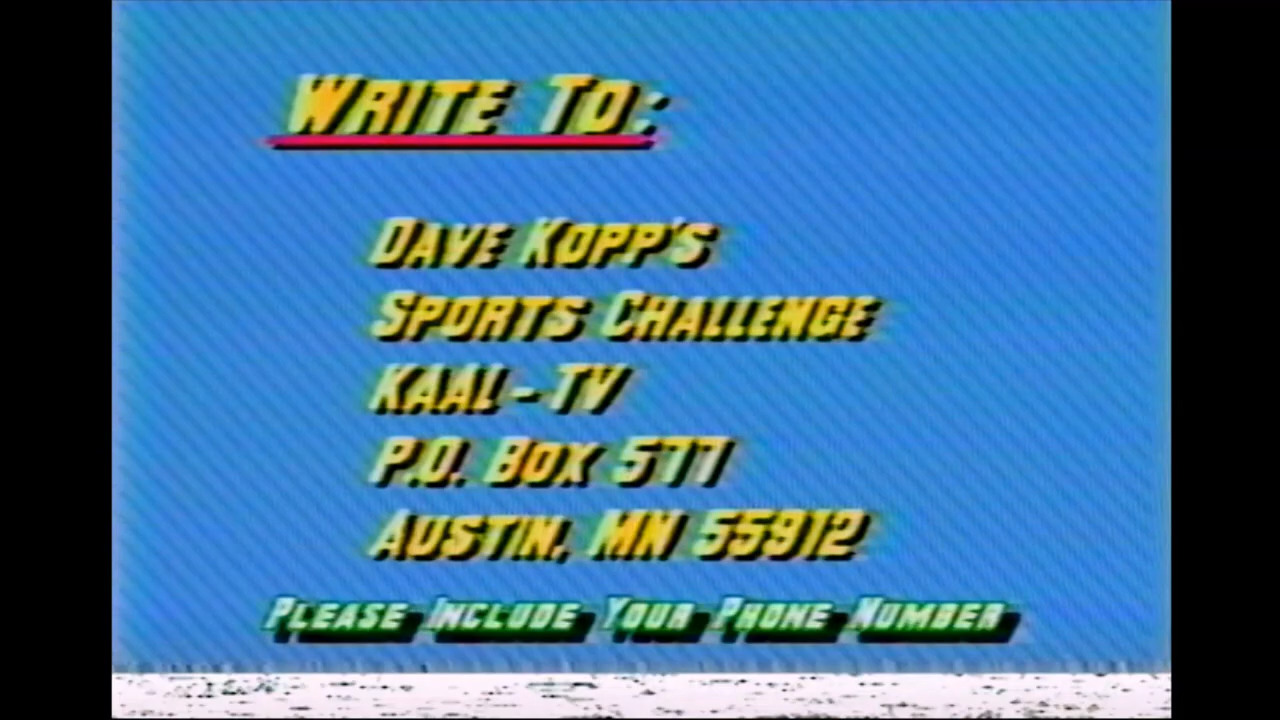 Write To:
Dave Kopp's
Sports Challenge
KAAL-TV
P.O. Box 577
Austin, MN 55912
Please Include Your Phone Number